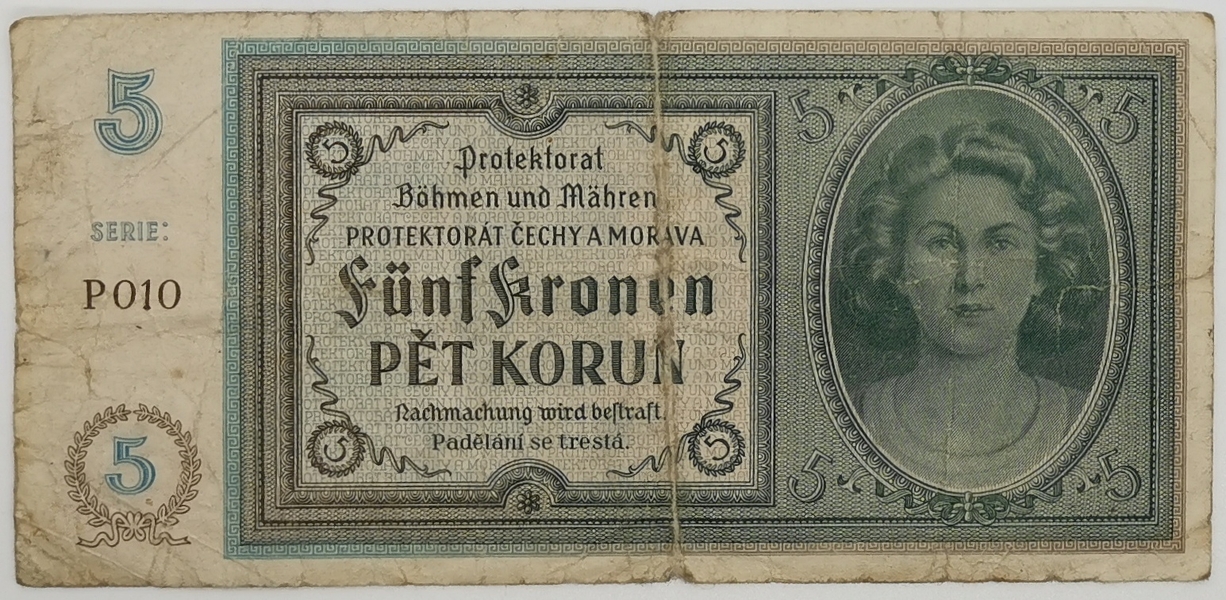 5
SERIE:
P010
5
5 5
Protektorat
Böhmen und Mähren
PROTEKTORÁT ČECHY A MORAVA
Fünf Kronen
PĚT KORUN
Nachmachung wird bestraft.
Padělání se trestá.
5 5
5 5
5 5